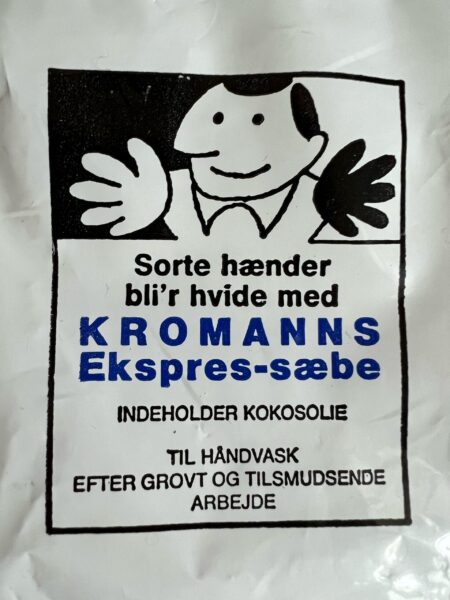 Sorte hænder
bli'r hvide med
KROMANNS
Ekspres-sæbe
INDEHOLDER KOKOSOLIE
TIL HÅNDVASK
EFTER GROVT OG TILSMUDSENDE
ARBEJDE